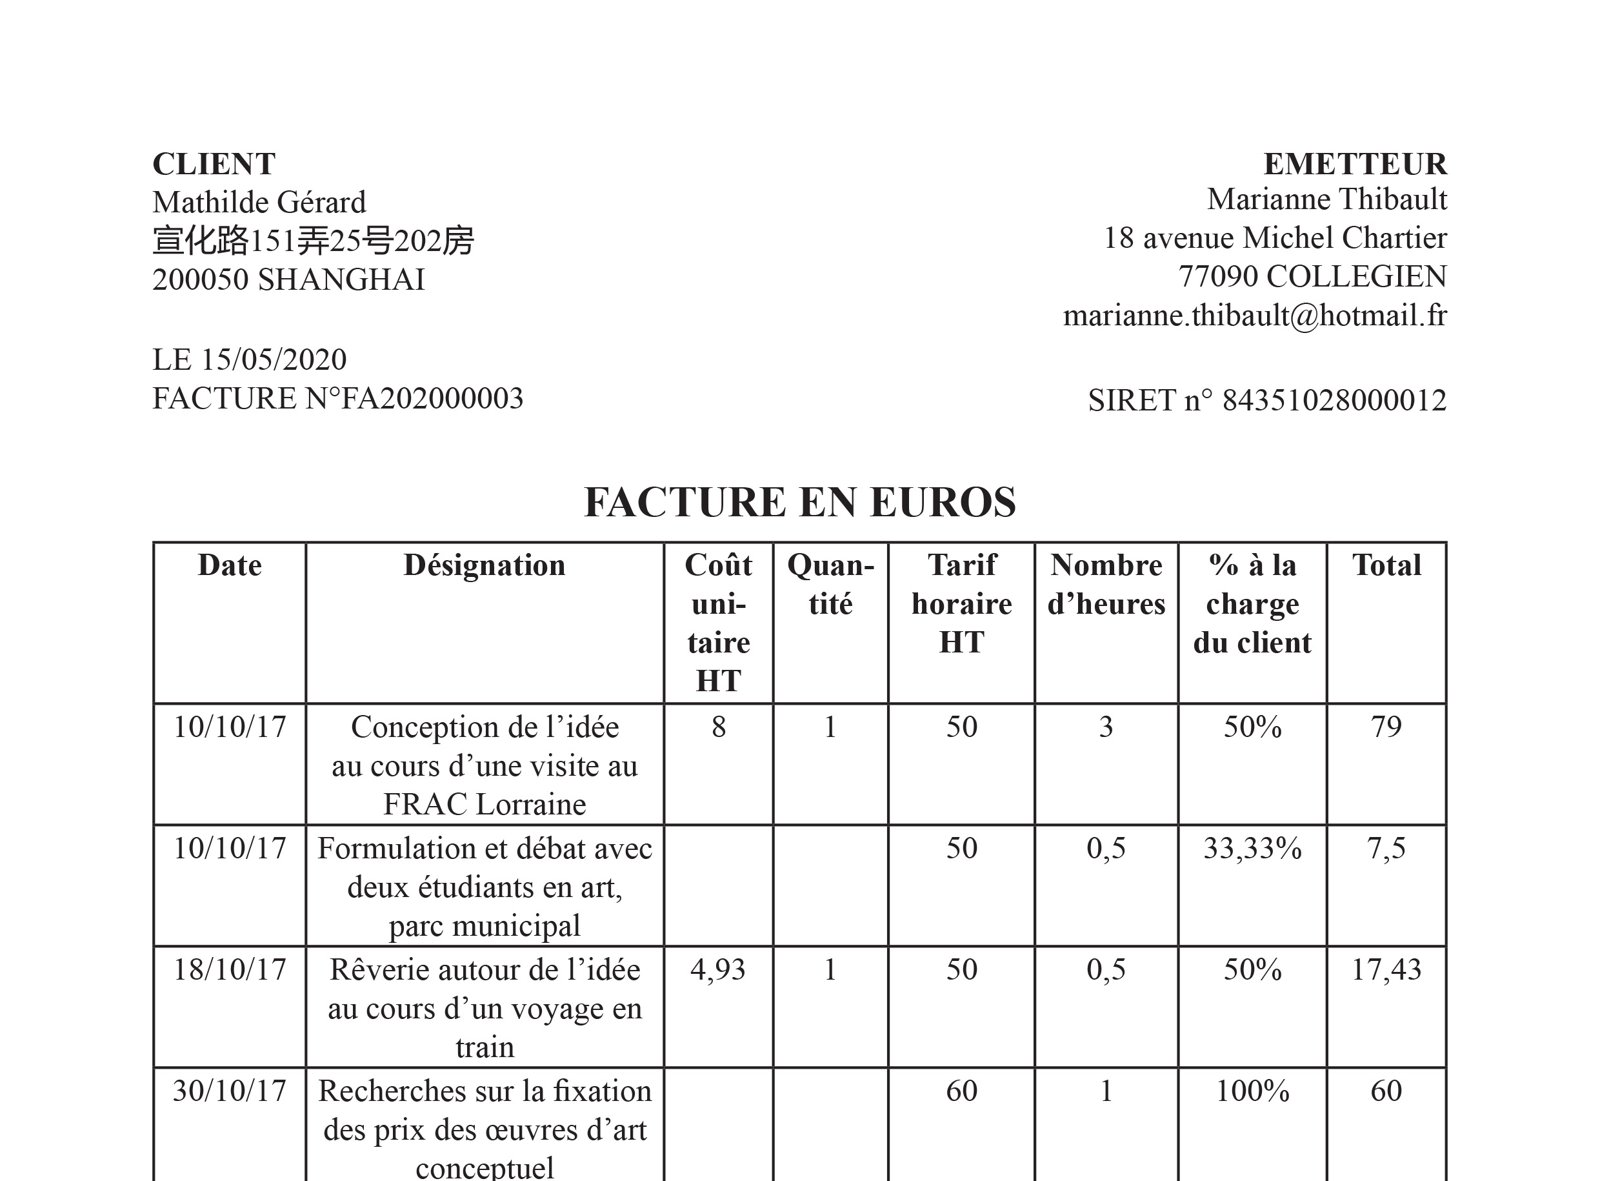 CLIENT
Mathilde Gérard
宣化路151弄25号202房
200050 SHANGHAI
LE 15/05/2020
FACTURE N°FA202000003
EMETTEUR
Marianne Thibault
18 avenue Michel Chartier
77090 COLLEGIEN
marianne.thibault@hotmail.fr
SIRET n° 84351028000012
FACTURE EN EUROS
Date
Désignation
Coût
uni-
taire
HT
Quan-
tité
Tarif
horaire
HT
Nombre
d’heures
% à la
charge
du client
Total
10/10/17
Conception de l’idée
au cours d’une visite au
FRAC Lorraine
8
1
50
3
50%
79
10/10/17
Formulation et débat avec
deux étudiants en art,
parc municipal
50
0,5
33,33%
7,5
18/10/17
Rêverie autour de l’idée
au cours d’un voyage en
train
4,93
1
50
0,5
50%
17,43
30/10/17
Recherches sur la fixation
des prix des œuvres d’art
conceptuel
60
1
100%
60